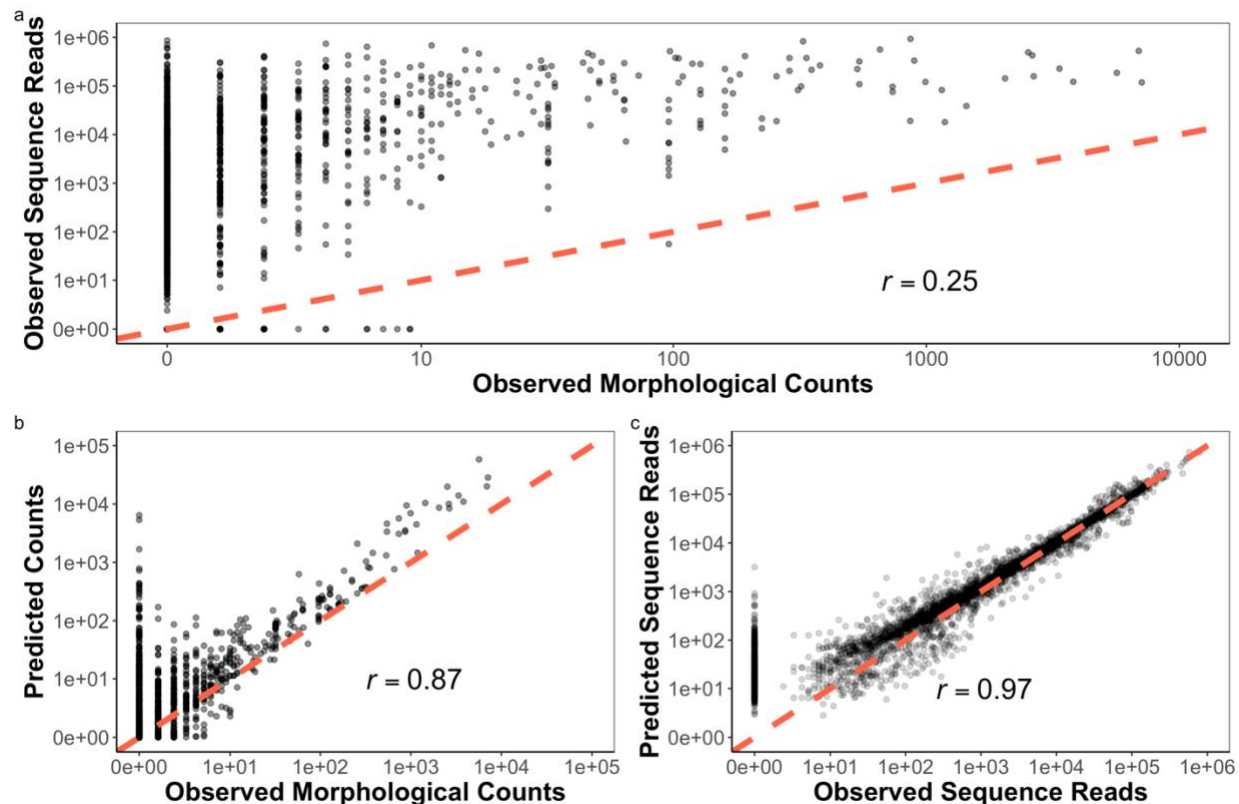 a
Observed Sequence Reads
1e+06
1e+05
1e+04
1e+03
1e+02
1e+01
0e+00
r = 0.25
0
10
100
1000
10000
Observed Morphological Counts
b
Predicted Counts
1e+05
1e+04
1e+03
1e+02
1e+01
0e+00
r = 0.87
0e+00
1e+01
1e+02
1e+03
1e+04
1e+05
Observed Morphological Counts
c
Predicted Sequence Reads
1e+06
1e+05
1e+04
1e+03
1e+02
1e+01
0e+00
r = 0.97
0e+00
1e+01
1e+02
1e+03
1e+04
1e+05
1e+06
Observed Sequence Reads